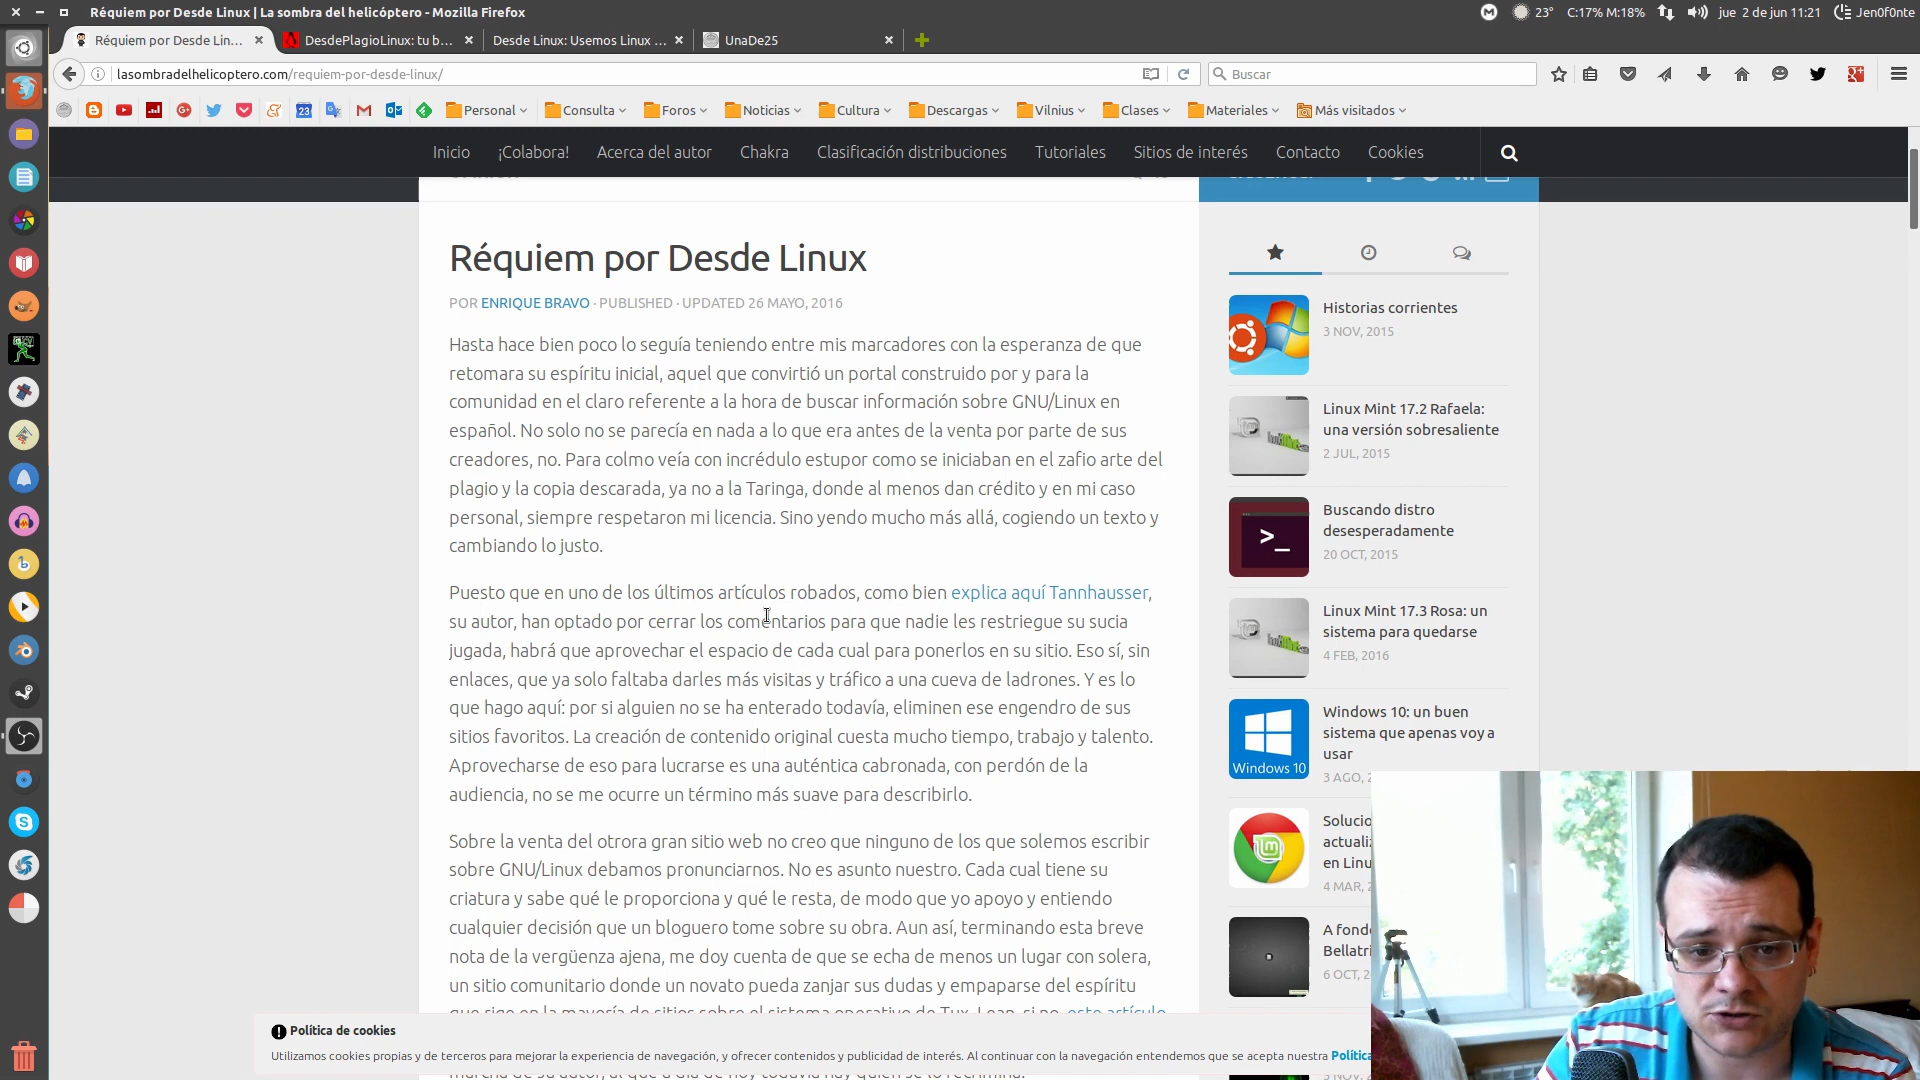 Réquiem por Desde Linux | La sombra del helicóptero - Mozilla Firefox
23° C:17% M:18% jue 2 de jun 11:21 Jen0f0nte
Réquiem por Desde Lin... DesdePlagioLinux: tu b... Desde Linux: Usemos Linux ... UnaDe25
lasombradelhelicoptero.com/requiem-por-desde-linux/
Buscar
Personal Consulta Foros Noticias Cultura Descargas Vilnius Clases Materiales Más visitados
Inicio ¡Colabora! Acerca del autor Chakra Clasificación distribuciones Tutoriales Sitios de interés Contacto Cookies
Réquiem por Desde Linux
POR ENRIQUE BRAVO · PUBLISHED · UPDATED 26 MAYO, 2016
Hasta hace bien poco lo seguía teniendo entre mis marcadores con la esperanza de que
retomara su espíritu inicial, aquel que convirtió un portal construido por y para la
comunidad en el claro referente a la hora de buscar información sobre GNU/Linux en
español. No solo no se parecía en nada a lo que era antes de la venta por parte de sus
creadores, no. Para colmo veía con incrédulo estupor como se iniciaban en el zafio arte del
plagio y la copia descarada, ya no a la Taringa, donde al menos dan crédito y en mi caso
personal, siempre respetaron mi licencia. Sino yendo mucho más allá, cogiendo un texto y
cambiando lo justo.
Puesto que en uno de los últimos artículos robados, como bien explica aquí Tannhausser,
su autor, han optado por cerrar los comentarios para que nadie les restriegue su sucia
jugada, habrá que aprovechar el espacio de cada cual para ponerlos en su sitio. Eso sí, sin
enlaces, que ya solo faltaba darles más visitas y tráfico a una cueva de ladrones. Y es lo
que hago aquí: por si alguien no se ha enterado todavía, eliminen ese engendro de sus
sitios favoritos. La creación de contenido original cuesta mucho tiempo, trabajo y talento.
Aprovecharse de eso para lucrarse es una auténtica cabronada, con perdón de la
audiencia, no se me ocurre un término más suave para describirlo.
Sobre la venta del otrora gran sitio web no creo que ninguno de los que solemos escribir
sobre GNU/Linux debamos pronunciarnos. No es asunto nuestro. Cada cual tiene su
criatura y sabe qué le proporciona y qué le resta, de modo que yo apoyo y entiendo
cualquier decisión que un bloguero tome sobre su obra. Aun así, terminando esta breve
nota de la vergüenza ajena, me doy cuenta de que se echa de menos un lugar con solera,
un sitio comunitario donde un novato pueda zanjar sus dudas y empaparse del espíritu
Historias corrientes
3 NOV, 2015
Linux Mint 17.2 Rafaela:
una versión sobresaliente
2 JUL, 2015
Buscando distro
desesperadamente
20 OCT, 2015
Linux Mint 17.3 Rosa: un
sistema para quedarse
4 FEB, 2016
Windows 10
Windows 10: un buen
sistema que apenas voy a
usar
3 AGO, 2
Solucio
actualiz
en Linu
4 MAR, 2
A fond
Bellatri
6 OCT, 2
Política de cookies
Utilizamos cookies propias y de terceros para mejorar la experiencia de navegación, y ofrecer contenidos y publicidad de interés. Al continuar con la navegación entendemos que se acepta nuestra Política